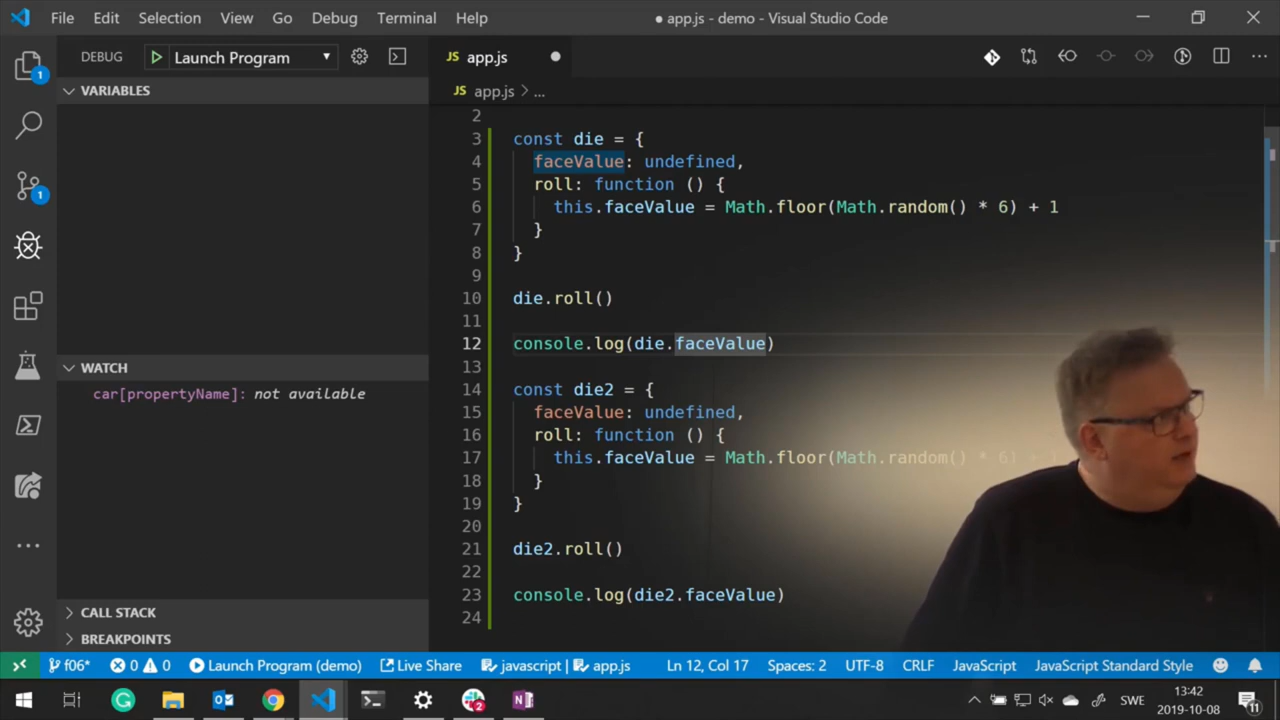 File Edit Selection View Go Debug Terminal Help
● app.js - demo - Visual Studio Code
DEBUG Launch Program
JS app.js
1
VARIABLES
JS app.js > ...
2
3 const die = {
4 faceValue: undefined,
5 roll: function () {
6 this.faceValue = Math.floor(Math.random() * 6) + 1
7 }
8 }
9
10 die.roll()
11
12 console.log(die.faceValue)
13
14 const die2 = {
15 faceValue: undefined,
16 roll: function () {
17 this.faceValue = Math.floor(Math.random() * 6) + 1
18 }
19 }
20
21 die2.roll()
22
23 console.log(die2.faceValue)
24
1
WATCH
car[propertyName]: not available
CALL STACK
BREAKPOINTS
f06* 0 0 Launch Program (demo) Live Share javascript | app.js Ln 12, Col 17 Spaces: 2 UTF-8 CRLF JavaScript JavaScript Standard Style
2 SWE 13:42
2019-10-08 11